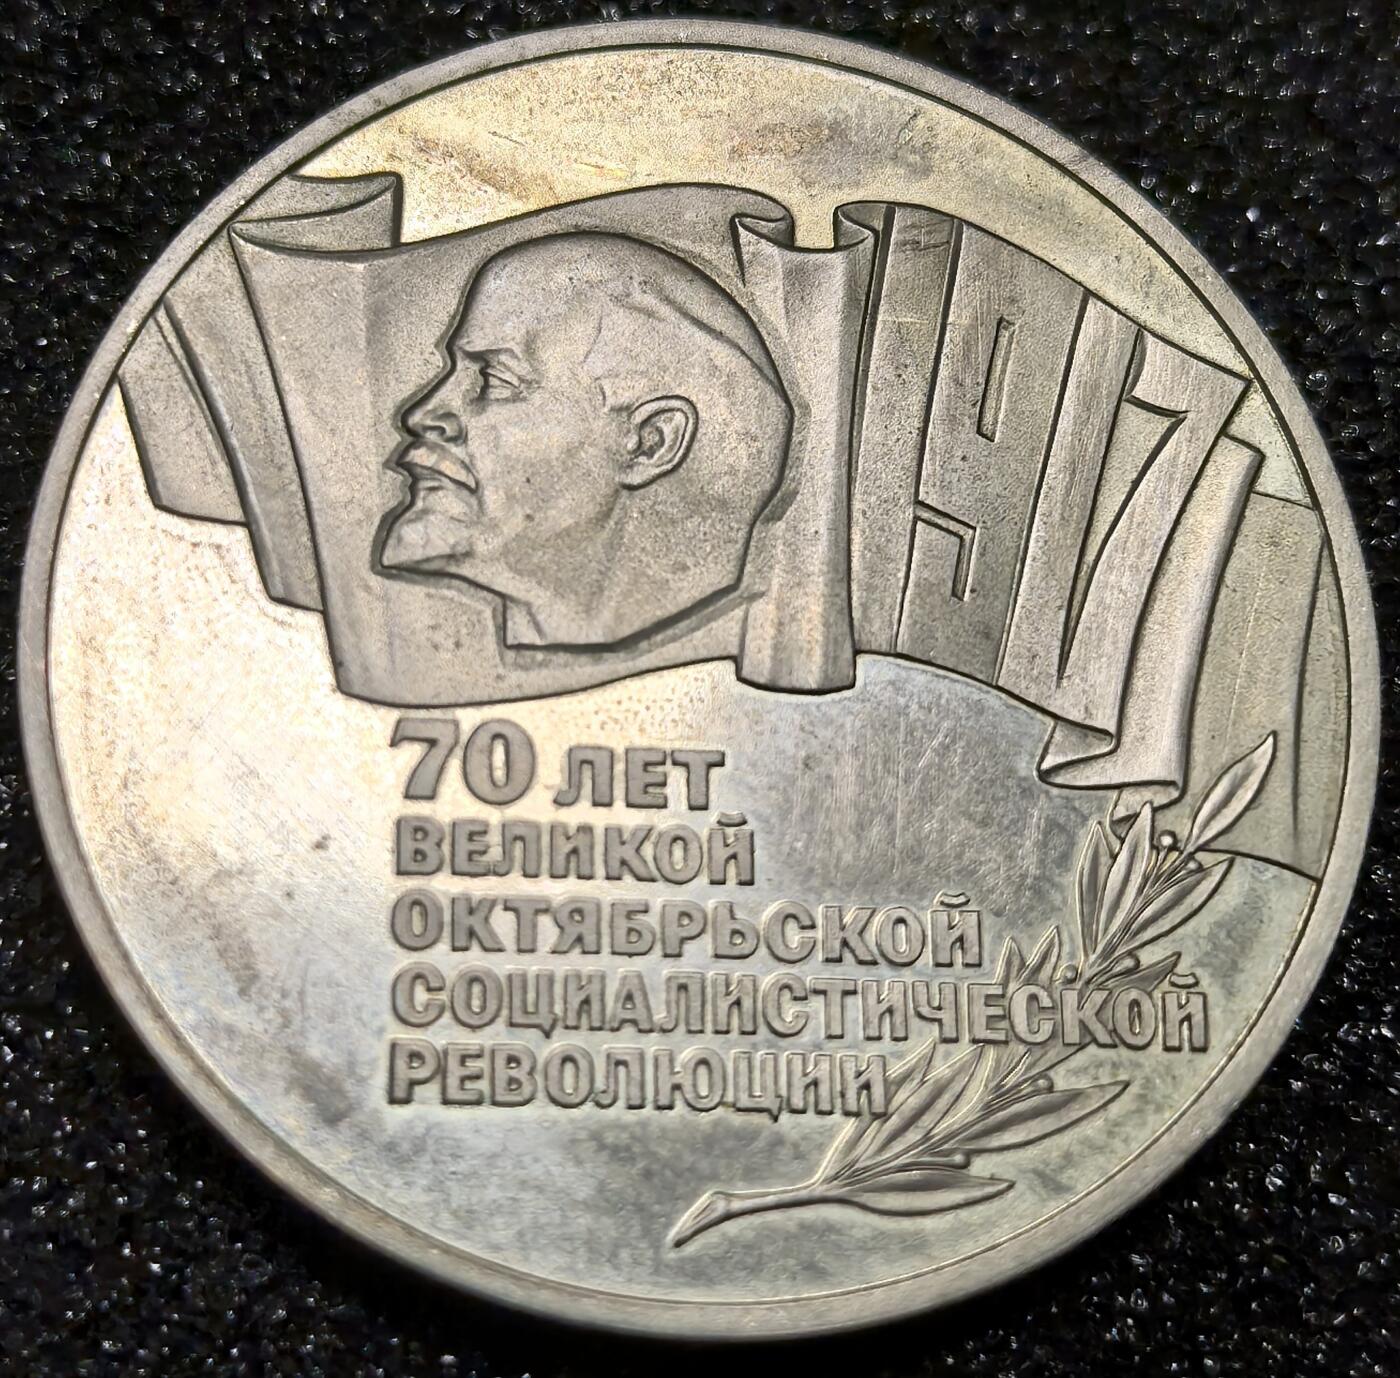 1917
70 ЛЕТ
ВЕЛИКОЙ
ОКТЯБРЬСКОЙ
СОЦИАЛИСТИЧЕСКОЙ
РЕВОЛЮЦИИ